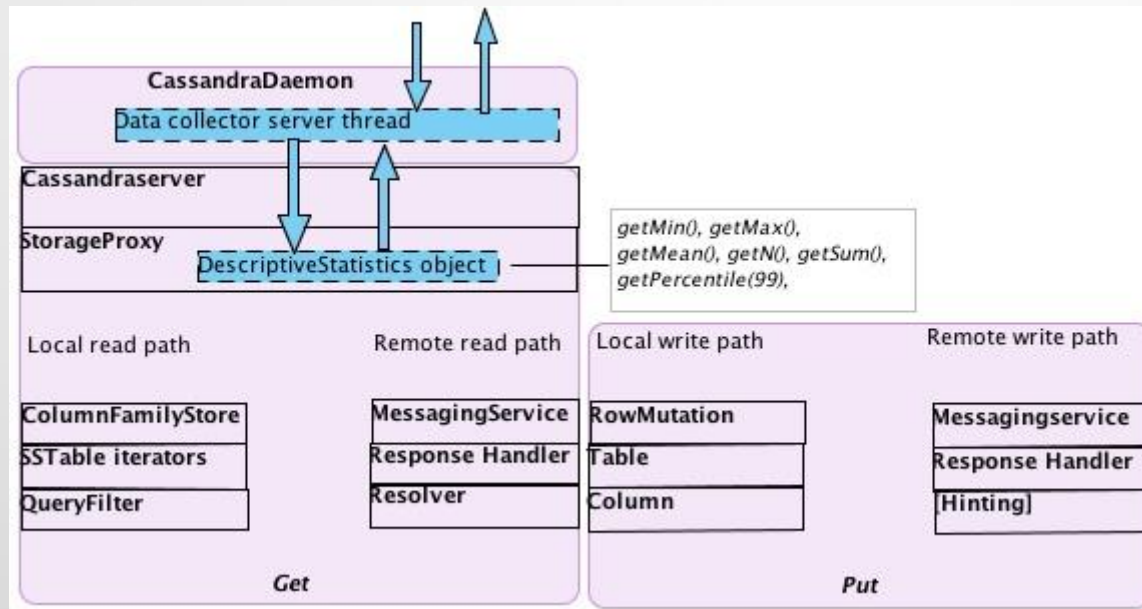 CassandraDaemon
Data collector server thread
Cassandraserver
StorageProxy
DescriptiveStatistics object
getMin(), getMax(),
getMean(), getN(), getSum(),
getPercentile(99),
Local read path
Remote read path
ColumnFamilyStore
SSTable iterators
QueryFilter
MessagingService
Response Handler
Resolver
Get
Local write path
Remote write path
RowMutation
Table
Column
Messagingservice
Response Handler
[Hinting]
Put